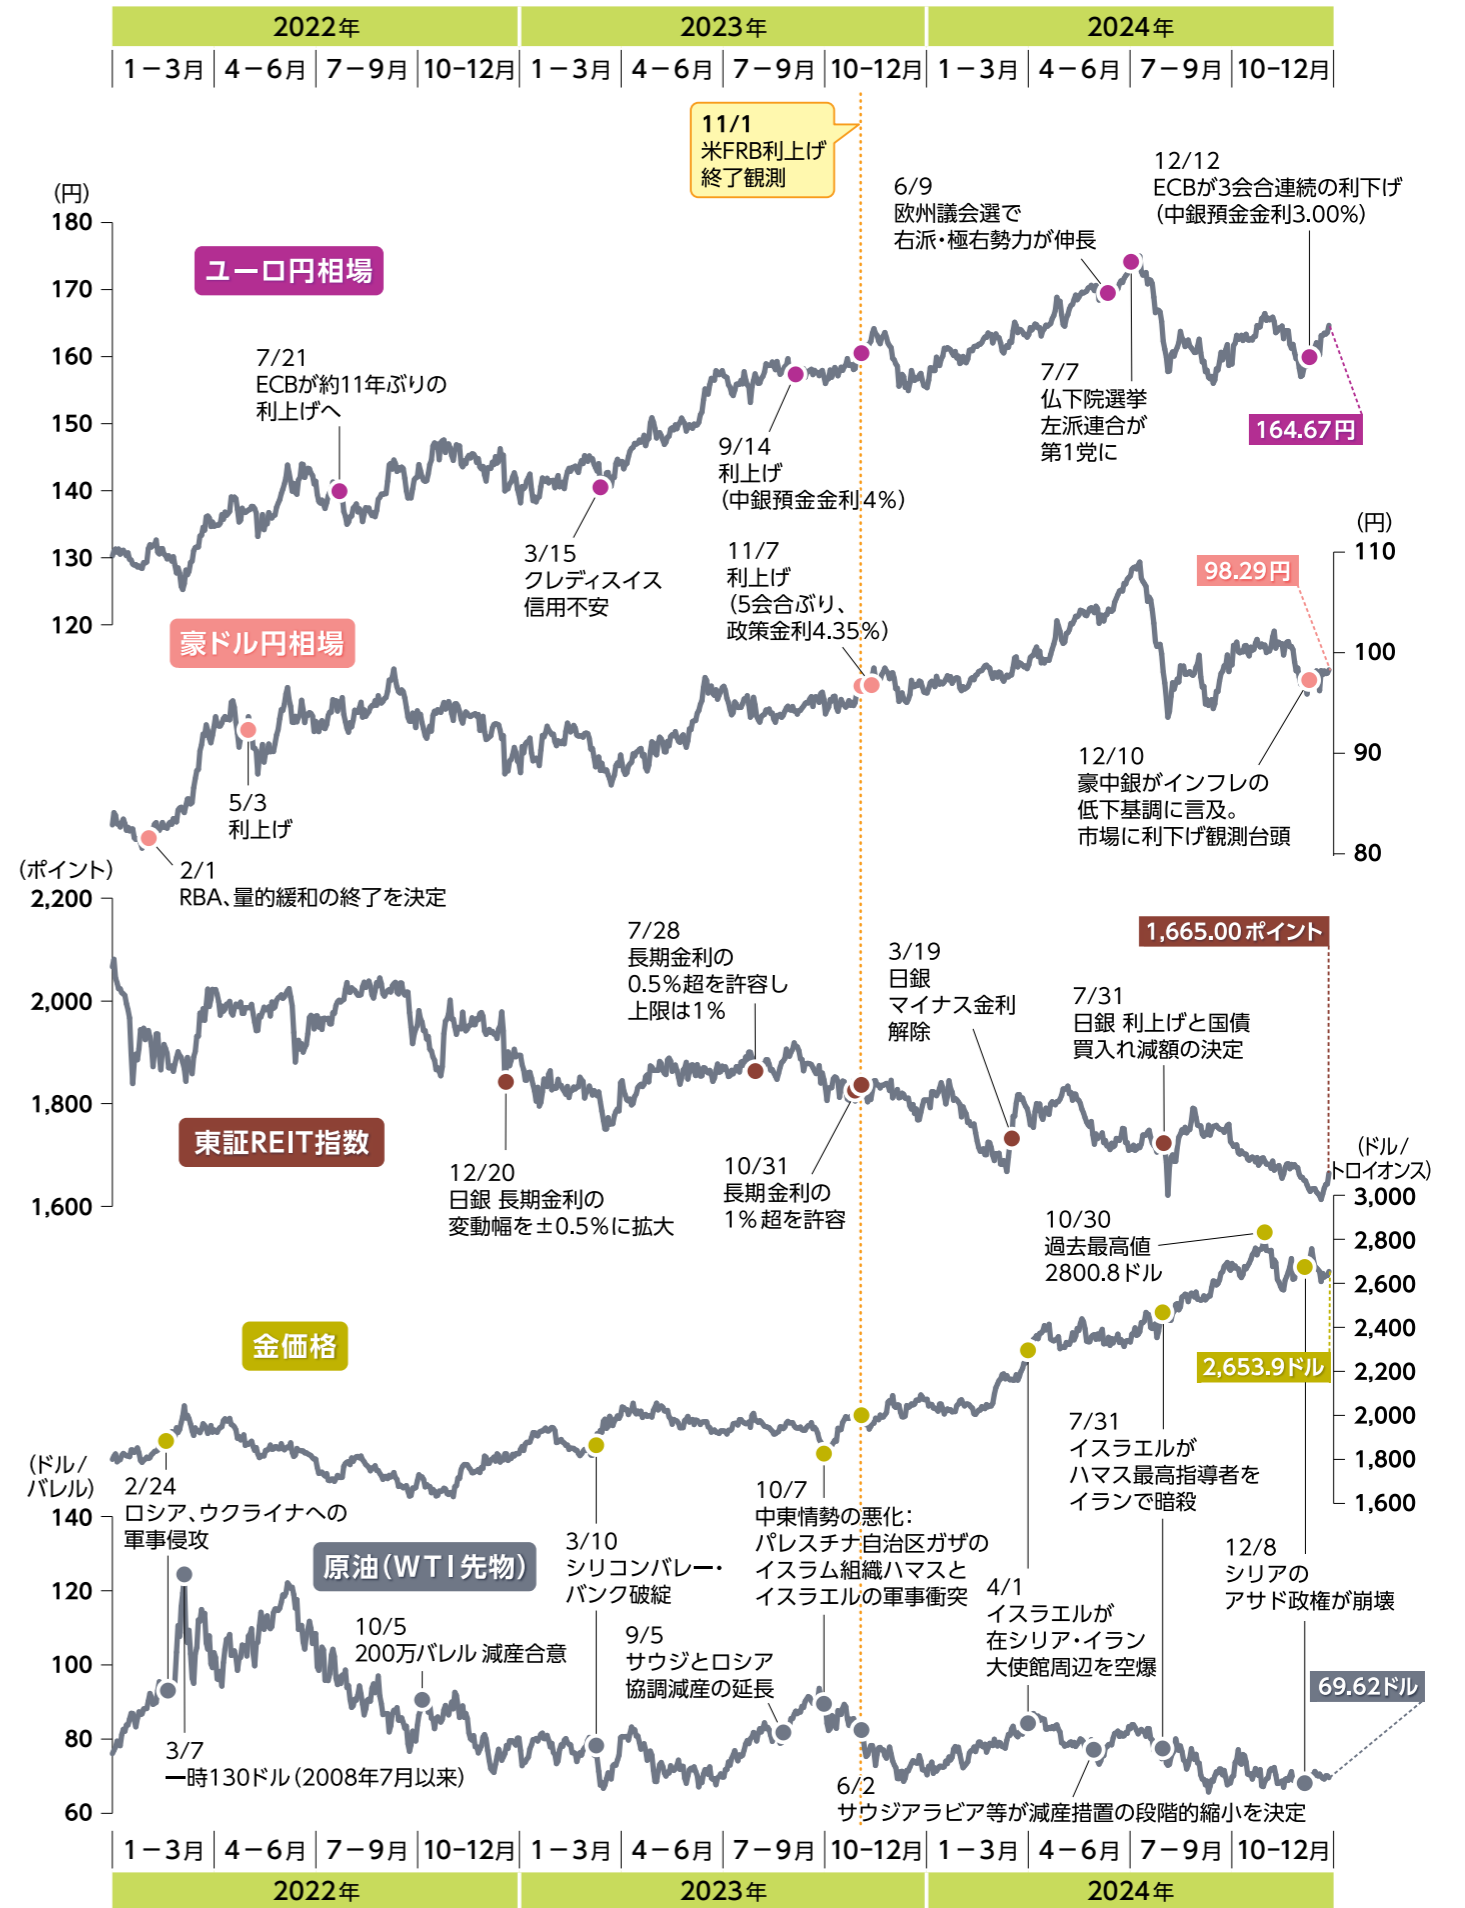 2022年 2023年 2024年
1－3月 4－6月 7－9月 10－12月 1－3月 4－6月 7－9月 10－12月 1－3月 4－6月 7－9月 10－12月
11/1
米FRB利上げ
終了観測
（円）
180
170
160
150
140
130
120
ユーロ円相場
7/21
ECBが約11年ぶりの
利上げへ
3/15
クレディスイス
信用不安
9/14
利上げ
（中銀預金金利4％）
6/9
欧州議会選で
右派・極右勢力が伸長
7/7
仏下院選挙
左派連合が
第1党に
12/12
ECBが3会合連続の利下げ
（中銀預金金利3.00％）
164.67円
（円）
110
100
90
80
豪ドル円相場
2/1
RBA、量的緩和の終了を決定
5/3
利上げ
11/7
利上げ
（5会合ぶり、
政策金利4.35％）
12/10
豪中銀がインフレの
低下基調に言及。
市場に利下げ観測台頭
98.29円
（ポイント）
2,200
2,000
1,800
1,600
東証REIT指数
12/20
日銀 長期金利の
変動幅を±0.5％に拡大
7/28
長期金利の
0.5％超を許容し
上限は1％
10/31
長期金利の
1％超を許容
3/19
日銀
マイナス金利
解除
7/31
日銀 利上げと国債
買入れ減額の決定
1,665.00ポイント
（ドル/
トロイオンス）
3,000
2,800
2,600
2,400
2,200
2,000
1,800
1,600
金価格
2/24
ロシア、ウクライナへの
軍事侵攻
3/10
シリコンバレー・
バンク破綻
10/7
中東情勢の悪化：
パレスチナ自治区ガザの
イスラム組織ハマスと
イスラエルの軍事衝突
4/1
イスラエルが
在シリア・イラン
大使館周辺を空爆
10/30
過去最高値
2800.8ドル
7/31
イスラエルが
ハマス最高指導者を
イランで暗殺
12/8
シリアの
アサド政権が崩壊
2,653.9ドル
（ドル/
バレル）
140
120
100
80
60
原油（WTI先物）
3/7
一時130ドル（2008年7月以来）
10/5
200万バレル 減産合意
9/5
サウジとロシア
協調減産の延長
6/2
サウジアラビア等が減産措置の段階的縮小を決定
69.62ドル
1－3月 4－6月 7－9月 10－12月 1－3月 4－6月 7－9月 10－12月 1－3月 4－6月 7－9月 10－12月
2022年 2023年 2024年